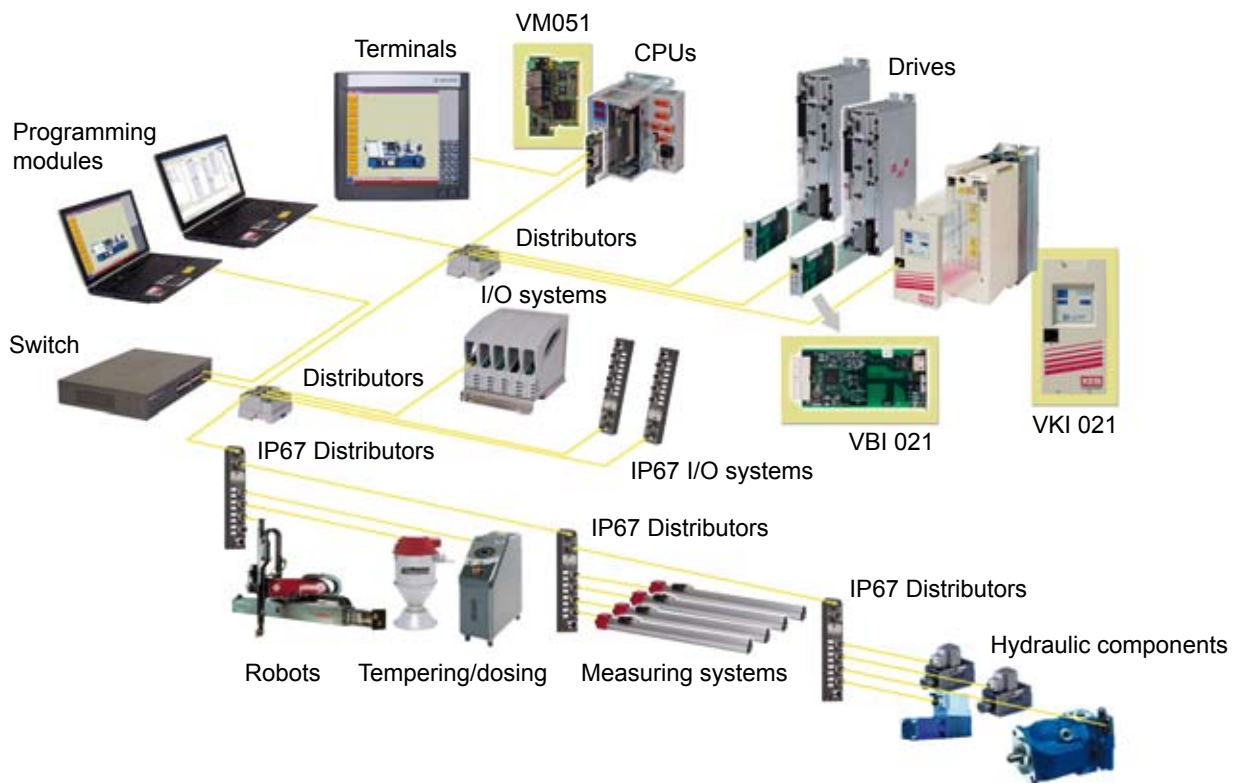 VM051
Terminals
CPUs
Drives
Programming
modules
Distributors
I/O systems
Switch
Distributors
VKI 021
VBI 021
IP67 Distributors
IP67 I/O systems
IP67 Distributors
IP67 Distributors
Hydraulic components
Robots
Tempering/dosing
Measuring systems
KEB